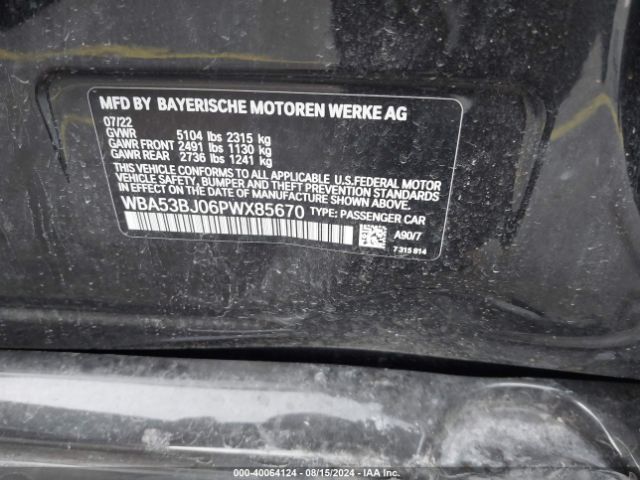 MFD BY BAYERISCHE MOTOREN WERKE AG
07/22
GVWR 5104 lbs 2315 kg
GAWR FRONT 2491 lbs 1130 kg
GAWR REAR 2736 lbs 1241 kg
THIS VEHICLE CONFORMS TO ALL APPLICABLE U.S.FEDERAL MOTOR
VEHICLE SAFETY, BUMPER, AND THEFT PREVENTION STANDARDS
IN EFFECT ON THE DATE OF MANUFACTURE SHOWN ABOVE.
WBA53BJ06PWX85670 TYPE: PASSENGER CAR
A90/7
7 315 814
000-40064124 - 08/15/2024 - IAA Inc.